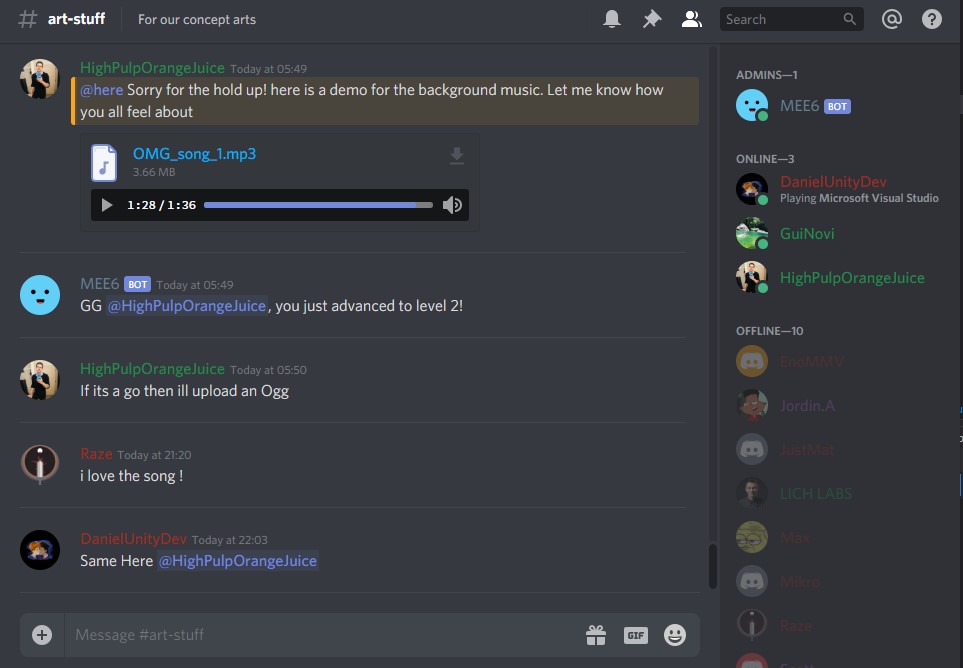 # art-stuff For our concept arts Search
HighPulpOrangeJuice Today at 05:49
@here Sorry for the hold up! here is a demo for the background music. Let me know how
you all feel about
OMG_song_1.mp3
3.66 MB
1:28 / 1:36
MEE6 BOT Today at 05:49
GG @HighPulpOrangeJuice, you just advanced to level 2!
HighPulpOrangeJuice Today at 05:50
If its a go then ill upload an Ogg
Raze Today at 21:20
i love the song !
DanielUnityDev Today at 22:03
Same Here @HighPulpOrangeJuice
Message #art-stuff GIF
ADMINS—1
MEE6 BOT
ONLINE—3
DanielUnityDev
Playing Microsoft Visual Studio
GuiNovi
HighPulpOrangeJuice
OFFLINE—10
Jordin.A
JustMat
LICH LABS
Max
Mikro
Raze